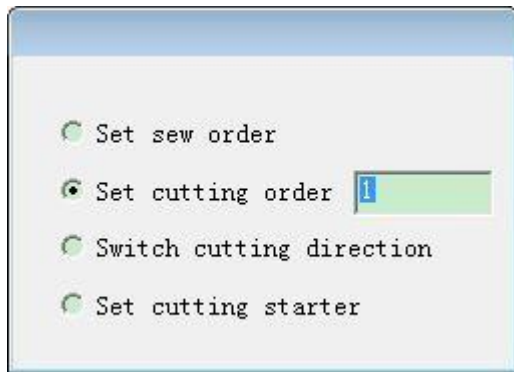 Set sew order
Set cutting order 1
Switch cutting direction
Set cutting starter